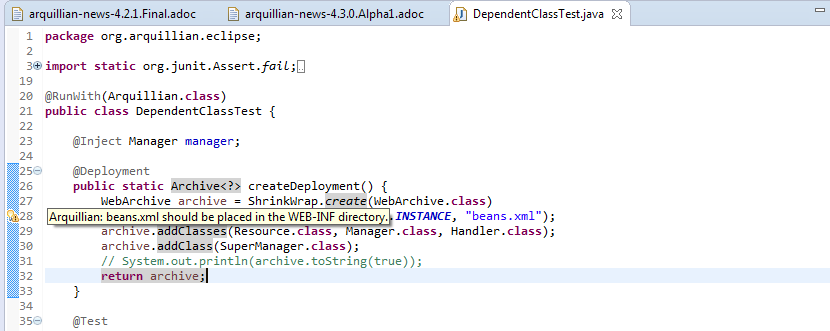 arquillian-news-4.2.1.Final.adoc arquillian-news-4.3.0.Alpha1.adoc DependentClassTest.java
1 package org.arquillian.eclipse;
2
3 import static org.junit.Assert.fail;
19
20 @RunWith(Arquillian.class)
21 public class DependentClassTest {
22
23 @Inject Manager manager;
24
25 @Deployment
26 public static Archive<?> createDeployment() {
27 WebArchive archive = ShrinkWrap.create(WebArchive.class)
28 Arquillian: beans.xml should be placed in the WEB-INF directory. .INSTANCE, "beans.xml");
29 archive.addClasses(Resource.class, Manager.class, Handler.class);
30 archive.addClass(SuperManager.class);
31 // System.out.println(archive.toString(true));
32 return archive;
33 }
34
35 @Test